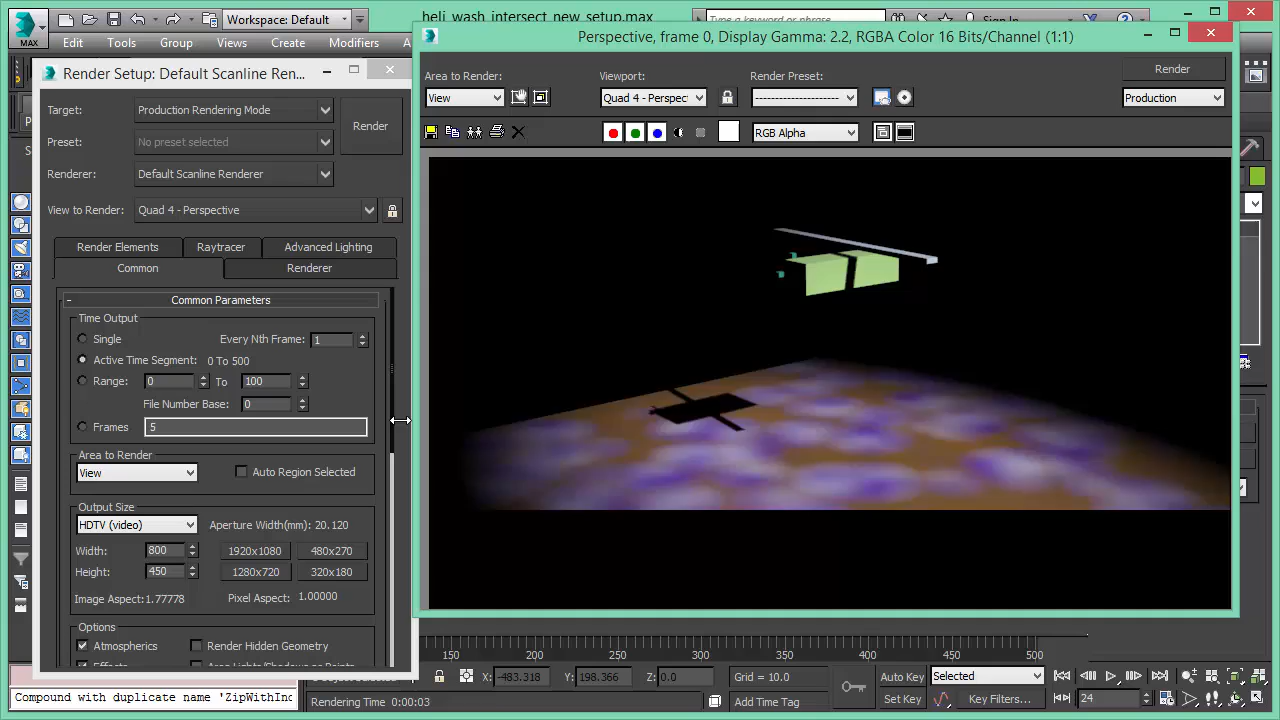 Workspace: Default
heli_wash_intersect_new_setup.max
Sign In
MAX
Edit
Tools
Group
Views
Create
Modifiers
Render Setup: Default Scanline Ren...
Target:
Production Rendering Mode
Render
Preset:
No preset selected
Renderer:
Default Scanline Renderer
View to Render:
Quad 4 - Perspective
Render Elements
Raytracer
Advanced Lighting
Common
Renderer
- Common Parameters
Time Output
Single
Every Nth Frame:
1
Active Time Segment:
0 To 500
Range:
0
To
100
File Number Base:
0
Frames
5
Area to Render
View
Auto Region Selected
Output Size
HDTV (video)
Aperture Width(mm): 20.120
Width:
800
1920x1080
480x270
Height:
450
1280x720
320x180
Image Aspect: 1.77778
Pixel Aspect:
1.00000
Options
Atmospherics
Render Hidden Geometry
Effects
Area Lights/Shadows as Points
Perspective, frame 0, Display Gamma: 2.2, RGBA Color 16 Bits/Channel (1:1)
Area to Render:
Viewport:
Render Preset:
Render
View
Quad 4 - Perspect
--------------------
Production
RGB Alpha
150
200
250
300
350
400
450
500
X:
-483.318
Y:
198.366
Z:
0.0
Grid = 10.0
Auto Key
Selected
Compound with duplicate name 'ZipWithInd
Rendering Time 0:00:03
Add Time Tag
Set Key
Key Filters...
24